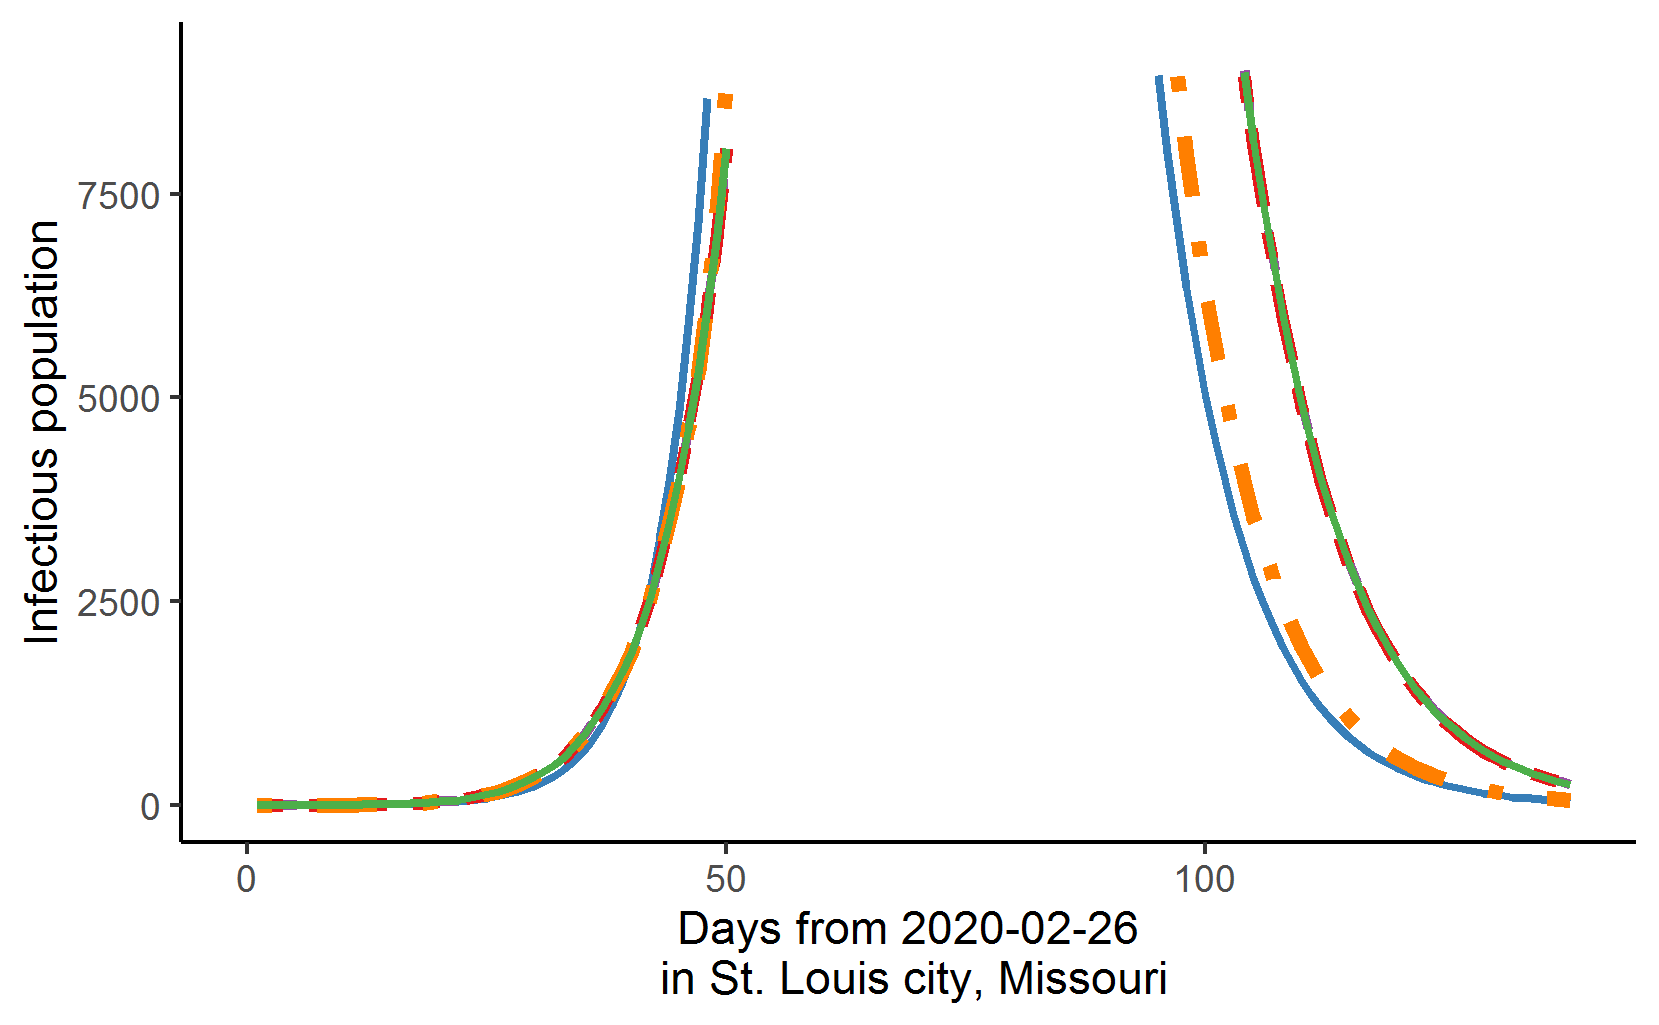 Infectious population
7500
5000
2500
0
0 50 100
Days from 2020-02-26
in St. Louis city, Missouri